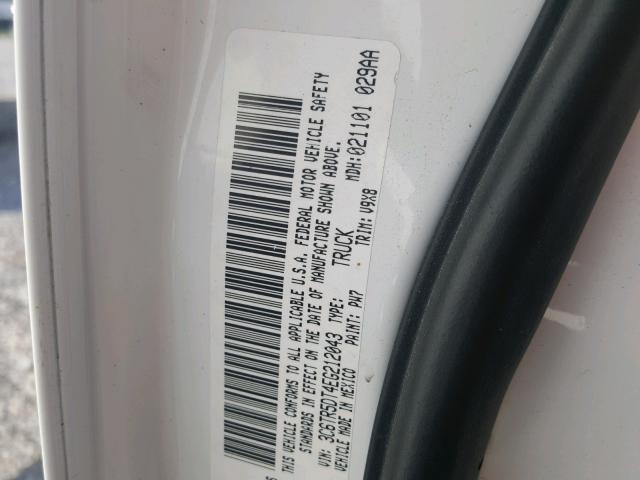 THIS VEHICLE CONFORMS TO ALL APPLICABLE U.S.A. FEDERAL MOTOR VEHICLE SAFETY
STANDARDS IN EFFECT ON THE DATE OF MANUFACTURE SHOWN ABOVE.
VIN: 3C6TR5DT4EG212043 TYPE: TRUCK MDH:021101 029AA
VEHICLE MADE IN MEXICO PAINT: PW7 TRIM: V9X8